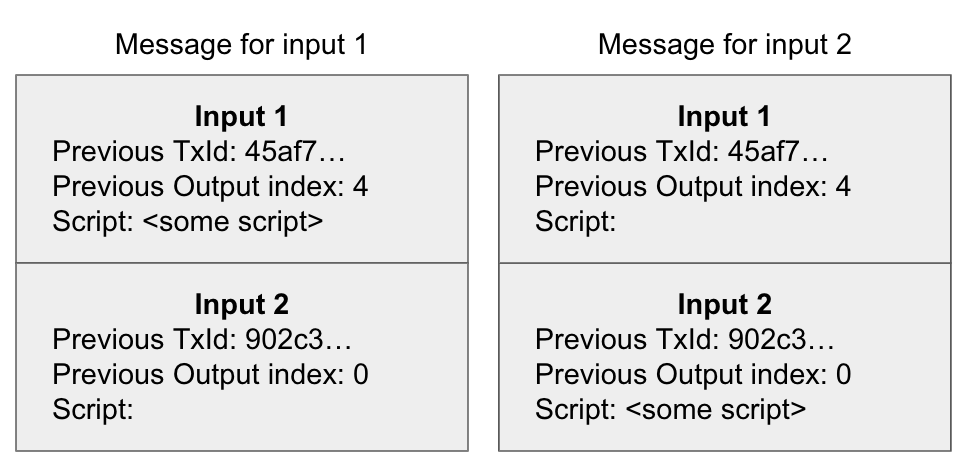 Message for input 1
Input 1
Previous TxId: 45af7…
Previous Output index: 4
Script: <some script>
Input 2
Previous TxId: 902c3…
Previous Output index: 0
Script:
Message for input 2
Input 1
Previous TxId: 45af7…
Previous Output index: 4
Script:
Input 2
Previous TxId: 902c3…
Previous Output index: 0
Script: <some script>